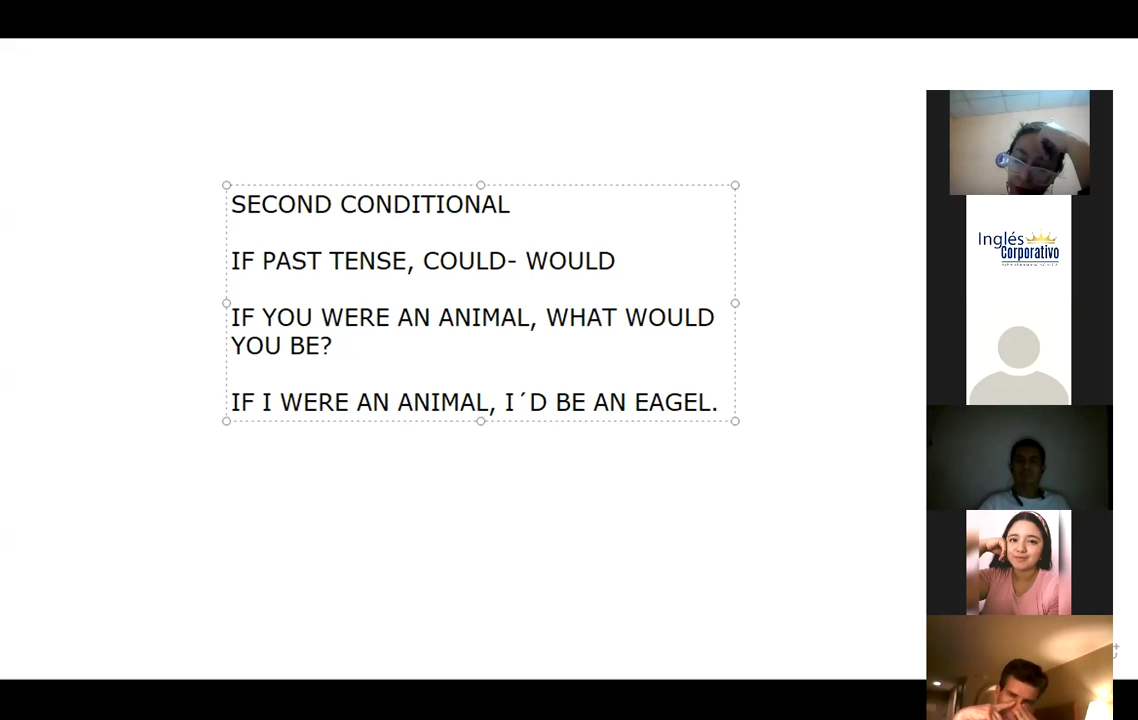 SECOND CONDITIONAL
IF PAST TENSE, COULD- WOULD
IF YOU WERE AN ANIMAL, WHAT WOULD
YOU BE?
IF I WERE AN ANIMAL, I´D BE AN EAGEL.
Inglés
Corporativo